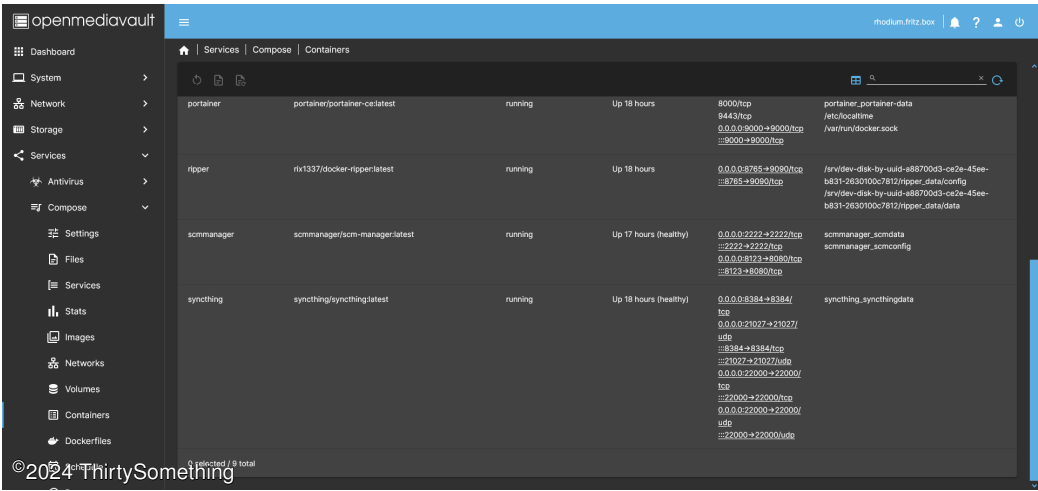 openmediavault
rhodium.fritz.box
Dashboard
System
Network
Storage
Services
Antivirus
Compose
Settings
Files
Services
Stats
Images
Networks
Volumes
Containers
Dockerfiles
Services | Compose | Containers
portainer portainer/portainer-ce:latest running Up 18 hours 8000/tcp portainer_portainer-data
9443/tcp /etc/localtime
0.0.0.0:9000→9000/tcp /var/run/docker.sock
:::9000→9000/tcp
ripper rix1337/docker-ripper:latest running Up 18 hours 0.0.0.0:8765→9090/tcp /srv/dev-disk-by-uuid-a88700d3-ce2e-45ee-
:::8765→9090/tcp b831-2630100c7812/ripper_data/config
/srv/dev-disk-by-uuid-a88700d3-ce2e-45ee-
b831-2630100c7812/ripper_data/data
scmmanager scmmanager/scm-manager:latest running Up 17 hours (healthy) 0.0.0.0:2222→2222/tcp scmmanager_scmdata
:::2222→2222/tcp scmmanager_scmconfig
0.0.0.0:8123→8080/tcp
:::8123→8080/tcp
syncthing syncthing/syncthing:latest running Up 18 hours (healthy) 0.0.0.0:8384→8384/ syncthing_syncthingdata
tcp
0.0.0.0:21027→21027/
udp
:::8384→8384/tcp
:::21027→21027/udp
0.0.0.0:22000→22000/
tcp
:::22000→22000/tcp
0.0.0.0:22000→22000/
udp
:::22000→22000/udp
0 selected / 9 total
©2024 ThirtySomething